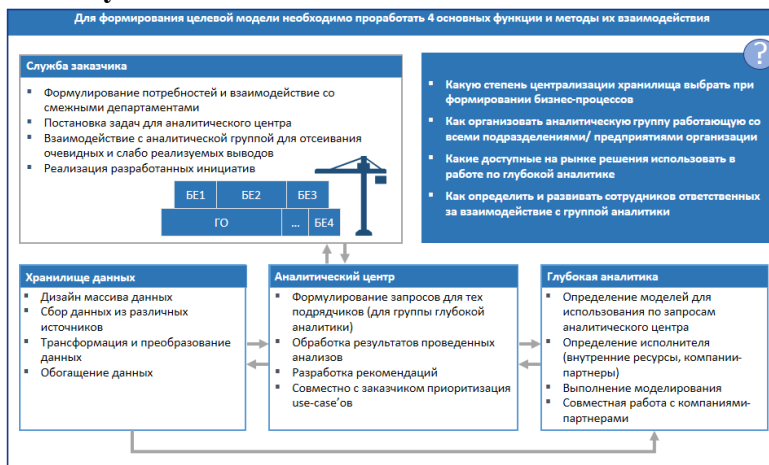 Для формирования целевой модели необходимо проработать 4 основных функции и методы их взаимодействия
Служба заказчика
▪ Формулирование потребностей и взаимодействие со
смежными департаментами
▪ Постановка задач для аналитического центра
▪ Взаимодействие с аналитической группой для отсеивания
очевидных и слабо реализуемых выводов
▪ Реализация разработанных инициатив
БЕ1 БЕ2 БЕ3
ГО ... БЕ4
?
▪ Какую степень централизации хранилища выбрать при
формировании бизнес-процессов
▪ Как организовать аналитическую группу работающую со
всеми подразделениями/ предприятиями организации
▪ Какие доступные на рынке решения использовать в
работе по глубокой аналитике
▪ Как определить и развивать сотрудников ответственных
за взаимодействие с группой аналитики
Хранилище данных
▪ Дизайн массива данных
▪ Сбор данных из различных
источников
▪ Трансформация и преобразование
данных
▪ Обогащение данных
Аналитический центр
▪ Формулирование запросов для тех
подрядчиков (для группы глубокой
аналитики)
▪ Обработка результатов проведенных
анализов
▪ Разработка рекомендаций
▪ Совместно с заказчиком приоритизация
use-case’ов
Глубокая аналитика
▪ Определение моделей для
использования по запросам
аналитического центра
▪ Определение исполнителя
(внутренние ресурсы, компании-
партнеры)
▪ Выполнение моделирования
▪ Совместная работа с компаниями-
партнерами